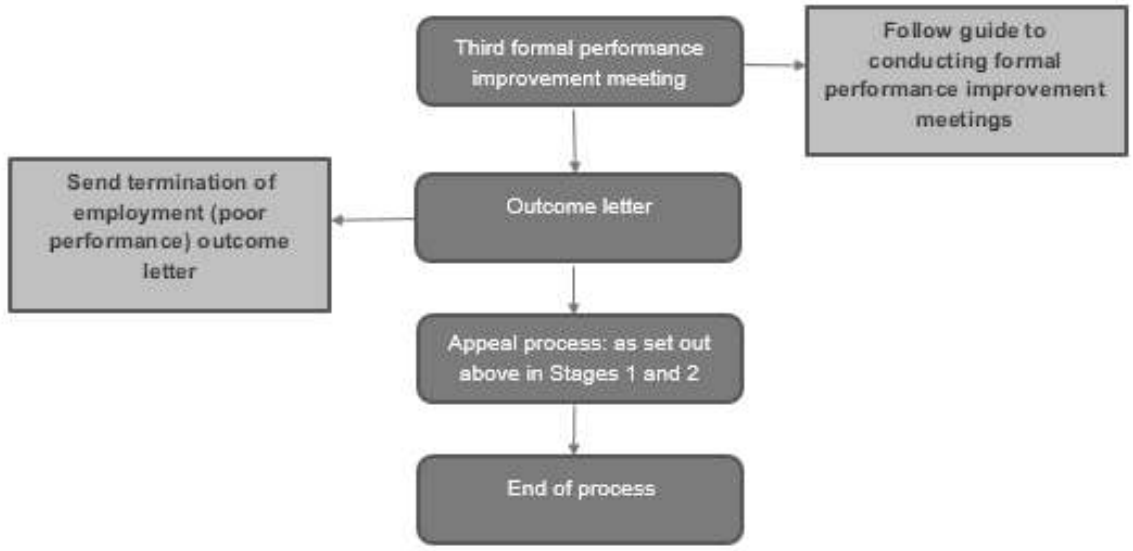 Third formal performance
improvement meeting
Follow guide to
conducting formal
performance improvement
meetings
Send termination of
employment (poor
performance) outcome
letter
Outcome letter
Appeal process: as set out
above in Stages 1 and 2
End of process